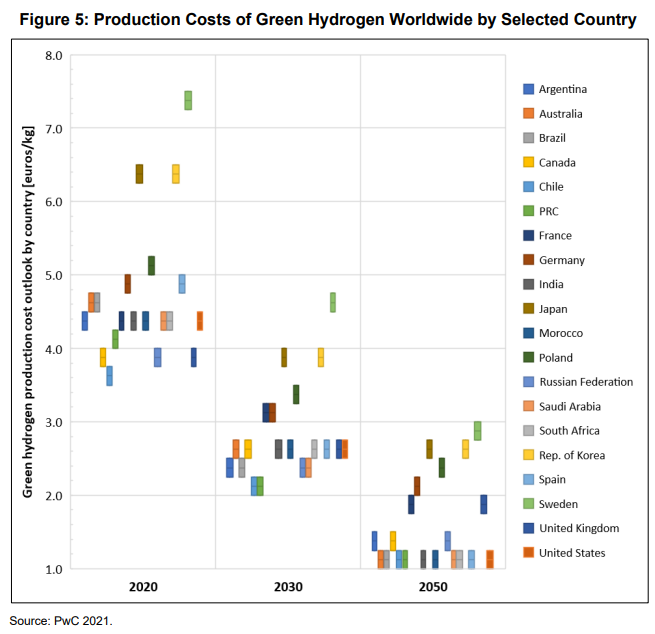 Figure 5: Production Costs of Green Hydrogen Worldwide by Selected Country
Green hydrogen production cost outlook by country [euros/kg]
8.0
7.0
6.0
5.0
4.0
3.0
2.0
1.0
2020
2030
2050
Argentina
Australia
Brazil
Canada
Chile
PRC
France
Germany
India
Japan
Morocco
Poland
Russian Federation
Saudi Arabia
South Africa
Rep. of Korea
Spain
Sweden
United Kingdom
United States
Source: PwC 2021.